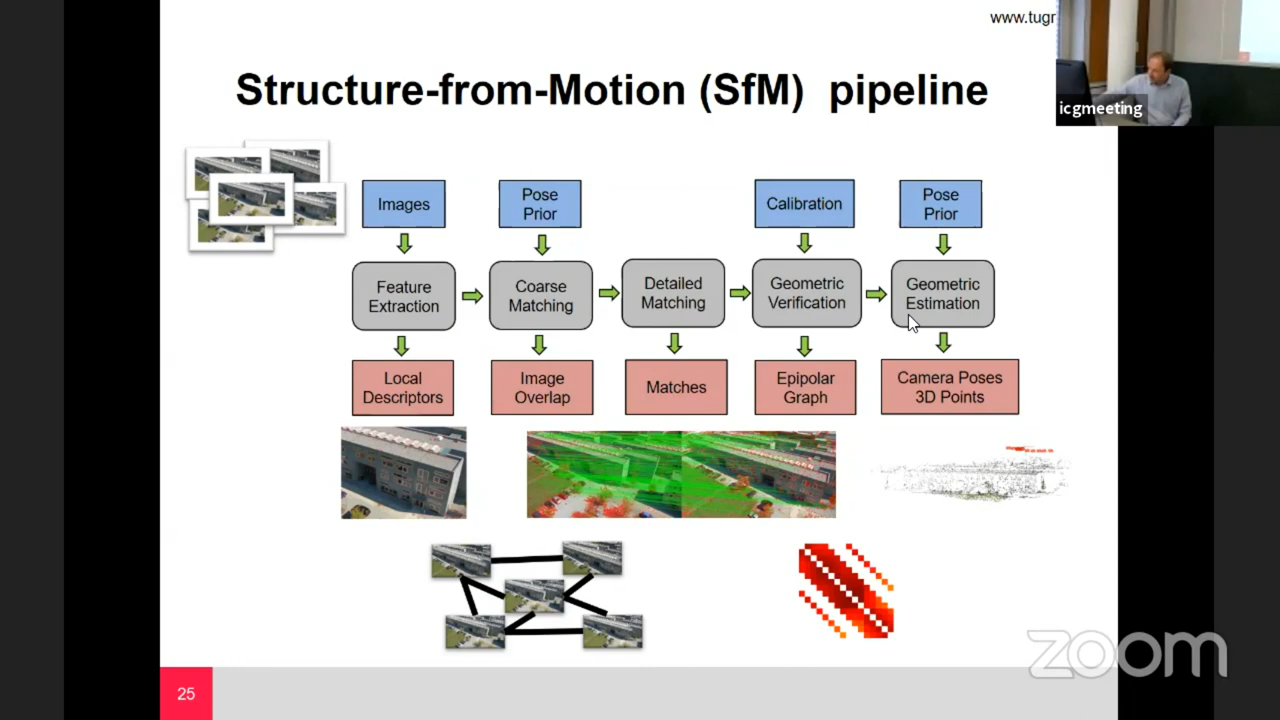 www.tugr
Structure-from-Motion (SfM) pipeline
icgmeeting
Images
Pose
Prior
Calibration
Pose
Prior
Feature
Extraction
Coarse
Matching
Detailed
Matching
Geometric
Verification
Geometric
Estimation
Local
Descriptors
Image
Overlap
Matches
Epipolar
Graph
Camera Poses
3D Points
zoom
25